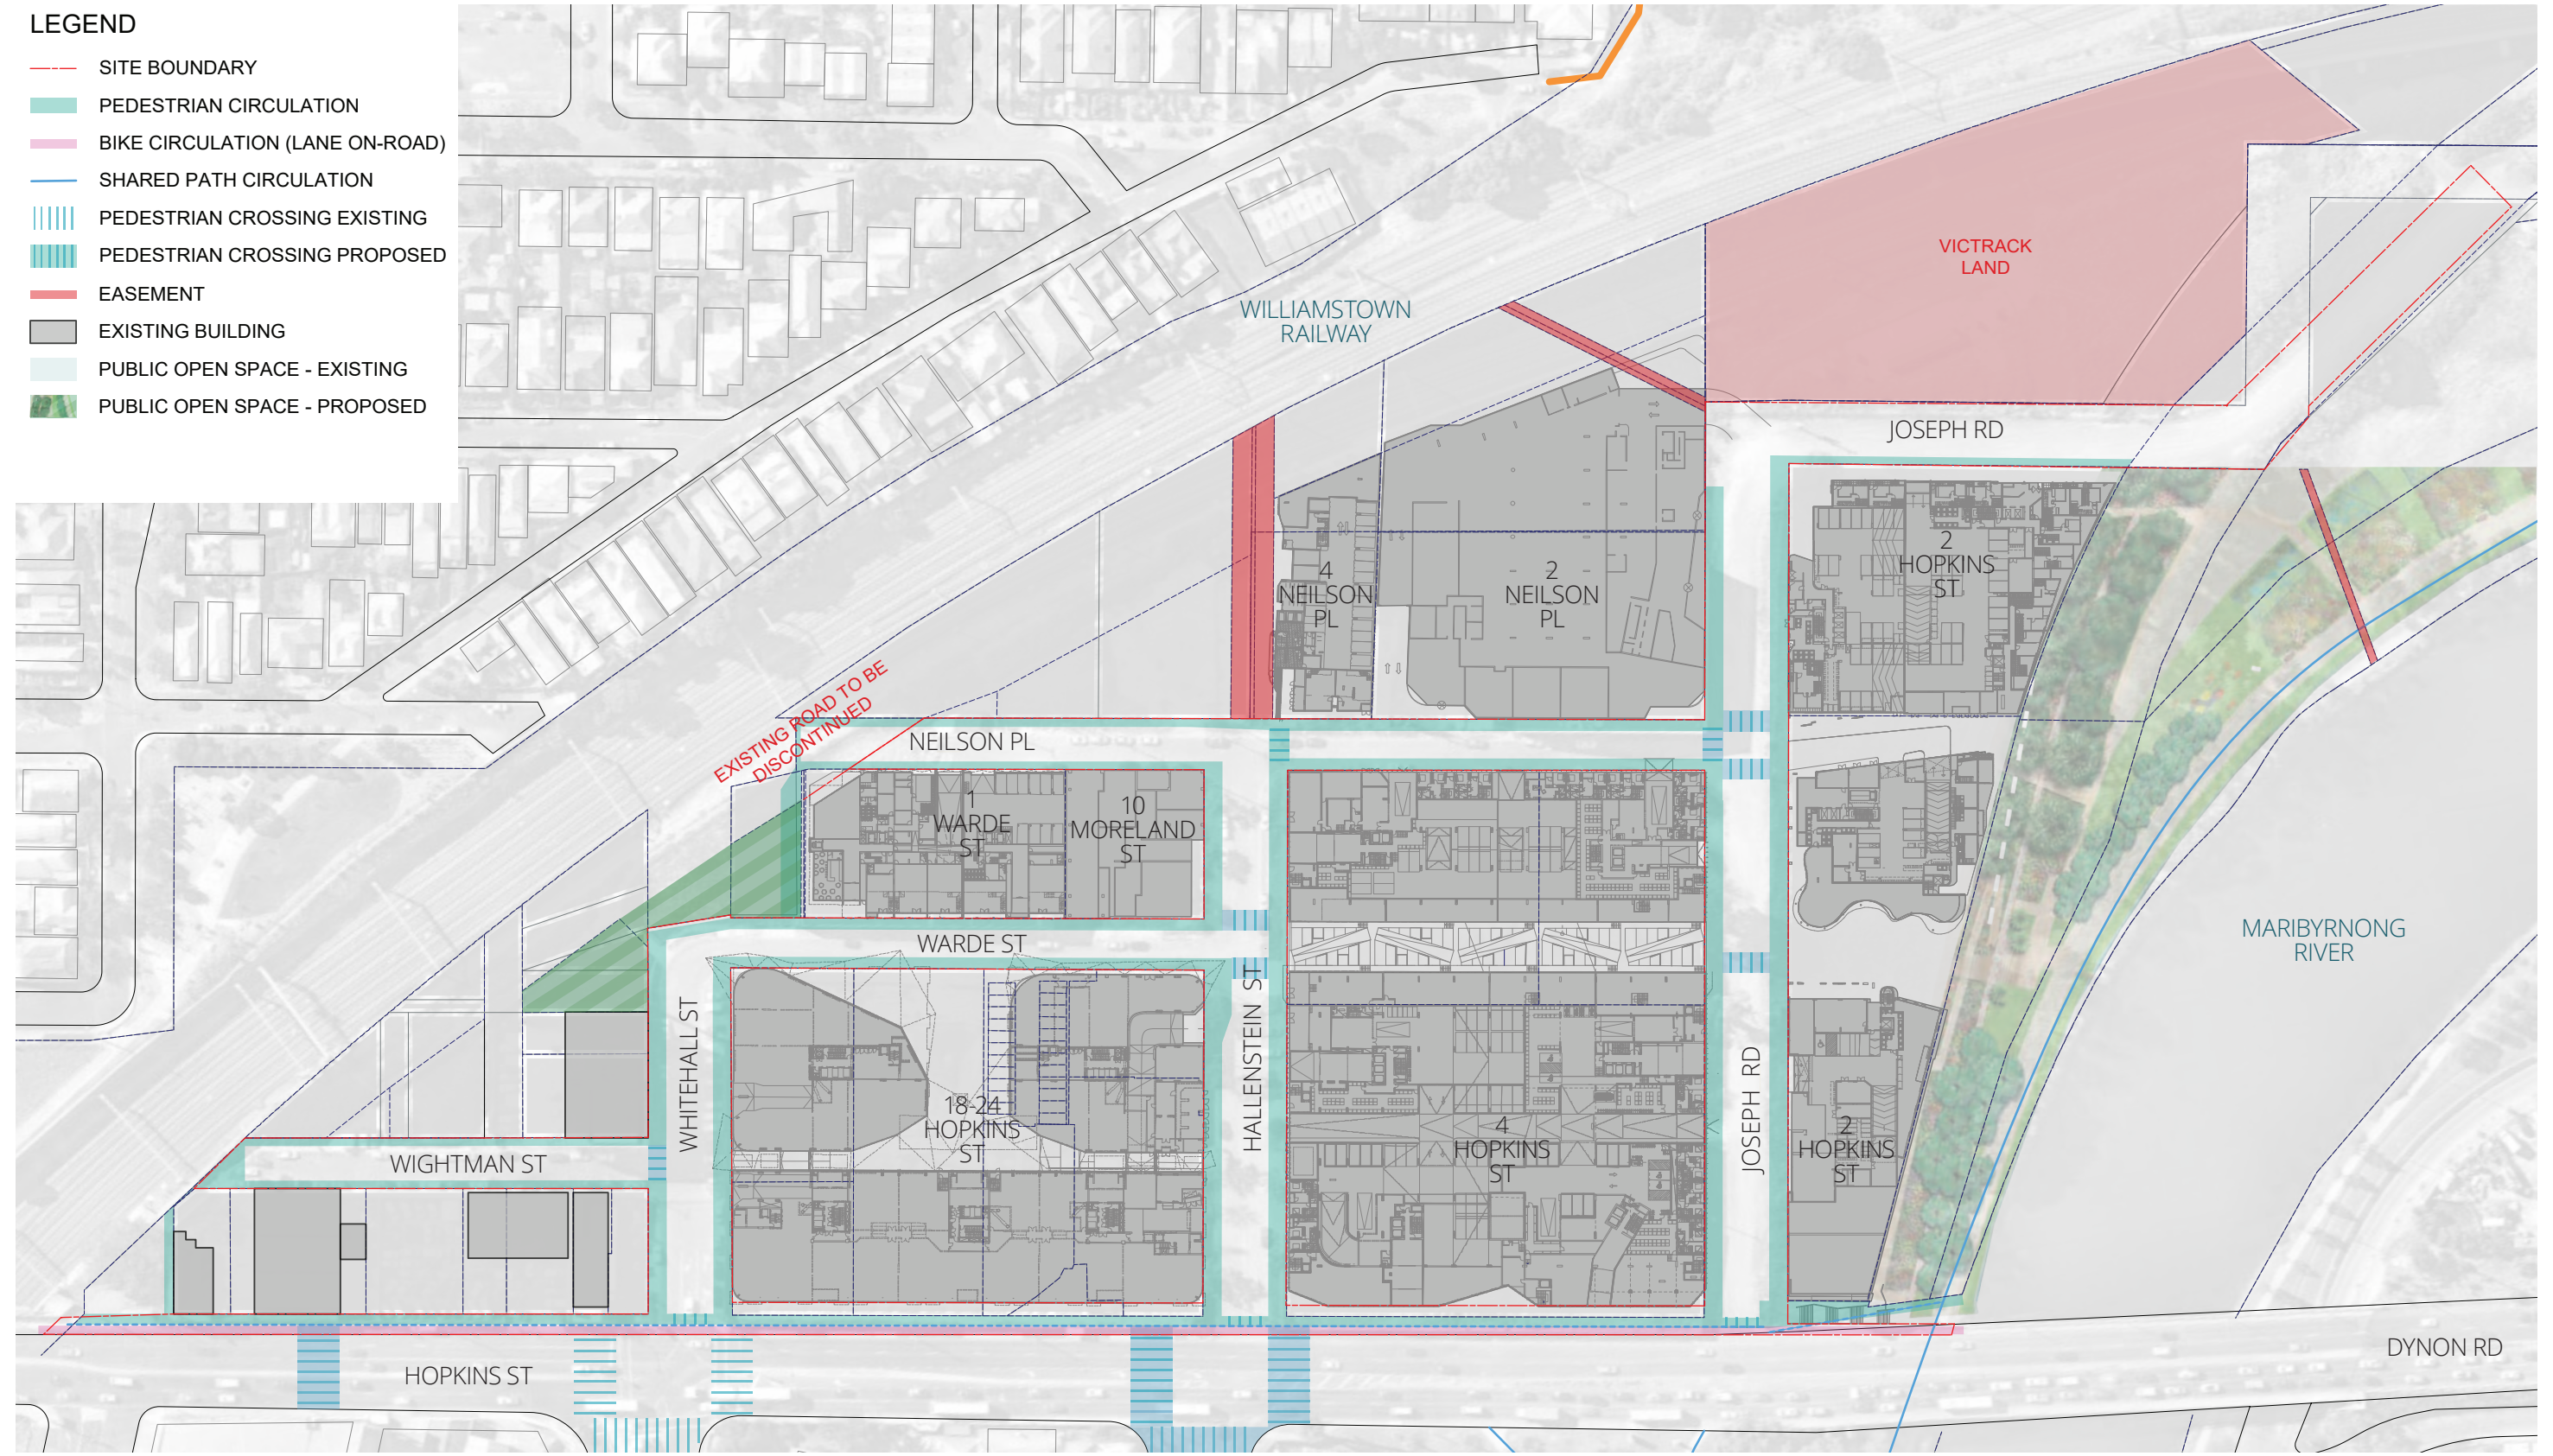 LEGEND
SITE BOUNDARY
PEDESTRIAN CIRCULATION
BIKE CIRCULATION (LANE ON-ROAD)
SHARED PATH CIRCULATION
PEDESTRIAN CROSSING EXISTING
PEDESTRIAN CROSSING PROPOSED
EASEMENT
EXISTING BUILDING
PUBLIC OPEN SPACE - EXISTING
PUBLIC OPEN SPACE - PROPOSED
VICTRACK
LAND
WILLIAMSTOWN
RAILWAY
JOSEPH RD
2
HOPKINS
ST
4
NEILSON
PL
2
NEILSON
PL
EXISTING ROAD TO BE
DISCONTINUED
NEILSON PL
1
WARDE
ST
10
MORELAND
ST
WARDE ST
MARIBYRNONG
RIVER
WHITEHALL ST
HALLENSTEIN ST
JOSEPH RD
18-24
HOPKINS
ST
4
HOPKINS
ST
2
HOPKINS
ST
WIGHTMAN ST
HOPKINS ST
DYNON RD